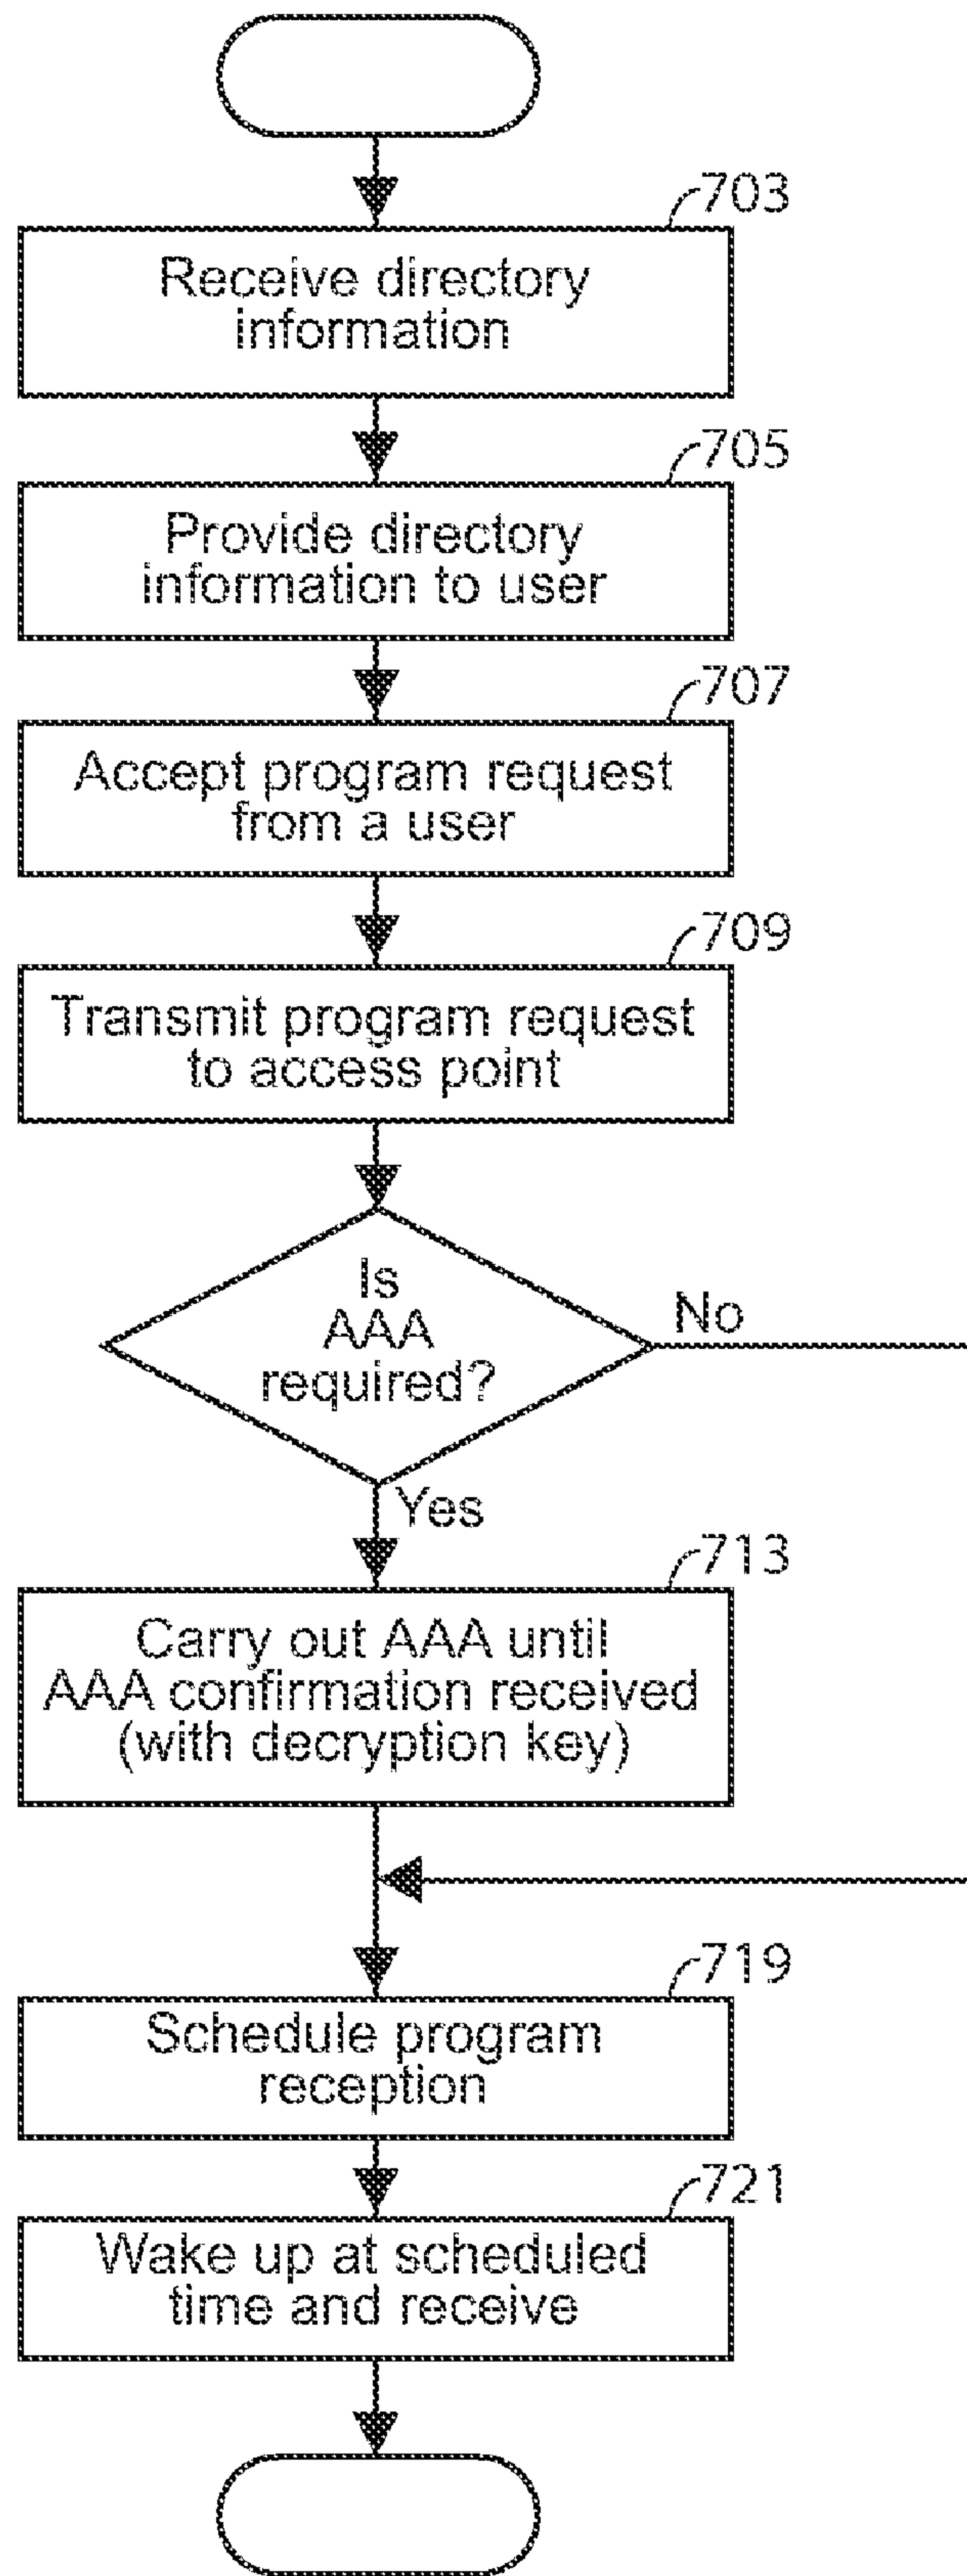 703
Receive directory
information
705
Provide directory
information to user
707
Accept program request
from a user
709
Transmit program request
to access point
Is
AAA
required?
No
Yes
713
Carry out AAA until
AAA confirmation received
(with decryption key)
719
Schedule program
reception
721
Wake up at scheduled
time and receive